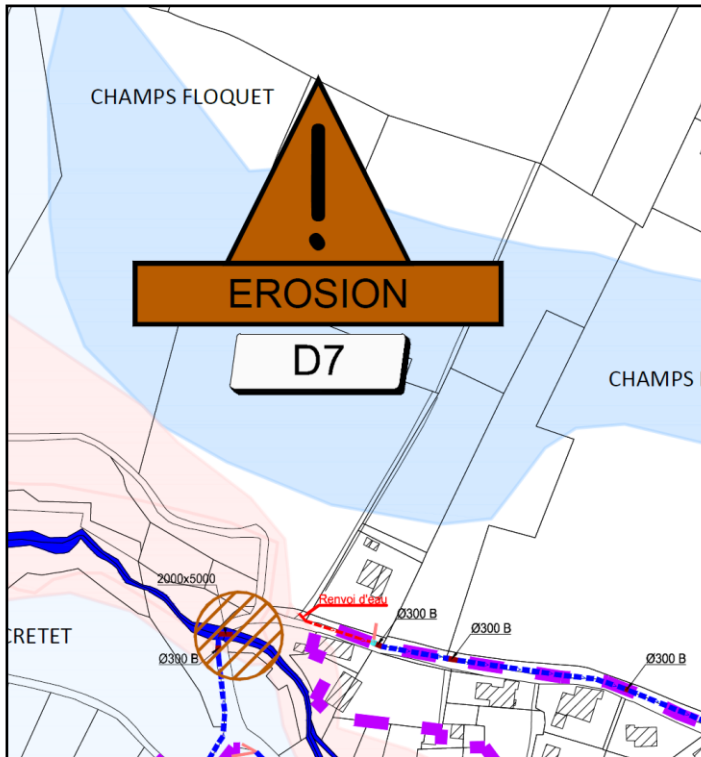 CHAMPS FLOQUET
!
EROSION
D7
CHAMPS
2000x5000
Renvoi d'eau
Ø300 B
Ø300 B
CRETET
Ø300 B
Ø300 B